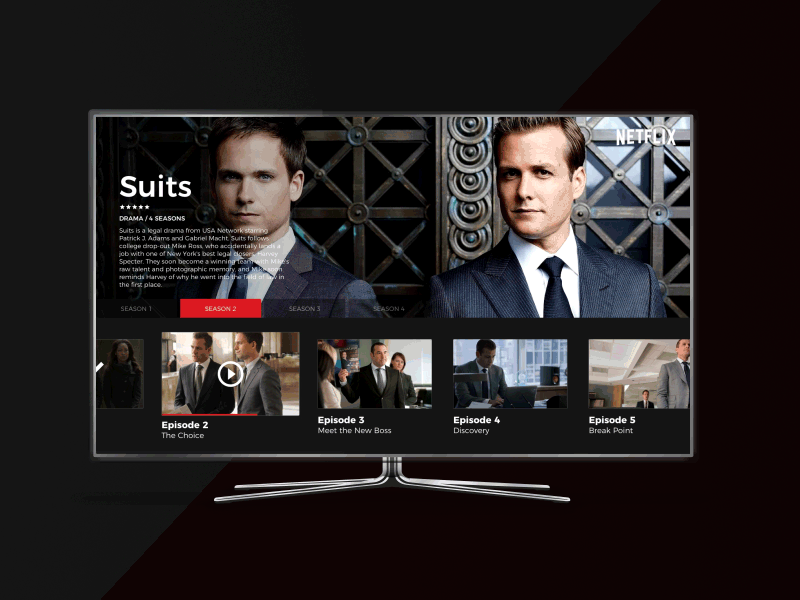 NETFLIX
Suits
DRAMA / 4 SEASONS
Suits is a legal drama from USA Network starring
Patrick J. Adams and Gabriel Macht. Suits follows
college drop-out Mike Ross, who accidentally lands a
job with one of New York's best legal closers, Harvey
Specter. They soon become a winning team with Mike's
raw talent and photographic memory, and Mike soon
reminds Harvey of why he went into the field of law in
the first place.
SEASON 1
SEASON 2
SEASON 3
SEASON 4
Episode 2
The Choice
Episode 3
Meet the New Boss
Episode 4
Discovery
Episode 5
Break Point